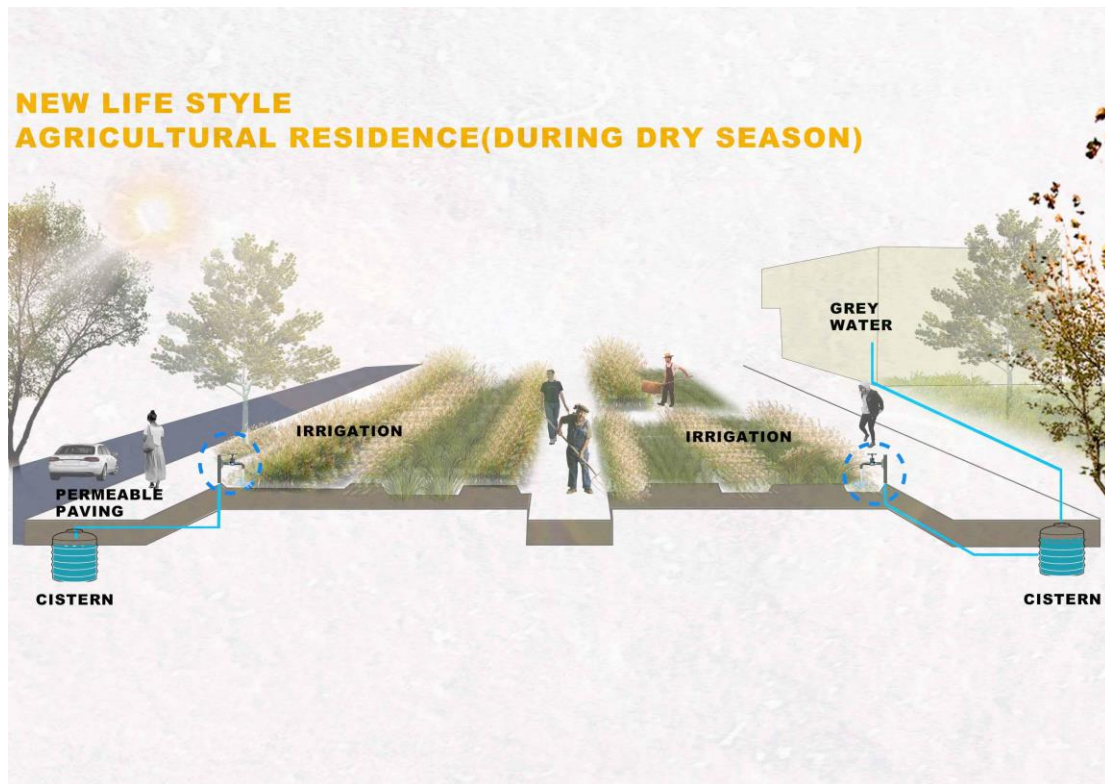 NEW LIFE STYLE
AGRICULTURAL RESIDENCE(DURING DRY SEASON)
GREY
WATER
IRRIGATION
IRRIGATION
PERMEABLE
PAVING
CISTERN
CISTERN